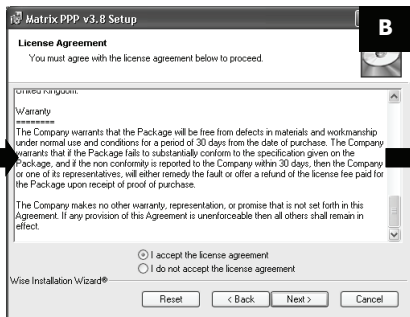 Matrix PPP v3.8 Setup
B
License Agreement
You must agree with the license agreement below to proceed.
United Kingdom.
Warranty
========
The Company warrants that the Package will be free from defects in materials and workmanship
under normal use and conditions for a period of 30 days from the date of purchase. The Company
warrants that if the Package fails to substantially conform to the specification given on the
Package, and if the non conformity is reported to the Company within 30 days, then the Company
or one of its representatives, will either remedy the fault or offer a refund of the license fee paid for
the Package upon receipt of proof of purchase.
The Company makes no other warranty, representation, or promise that is not set forth in this
Agreement. If any provision of this Agreement is unenforceable then all others shall remain in
effect.
I accept the license agreement
I do not accept the license agreement
Wise Installation Wizard®
Reset < Back Next > Cancel